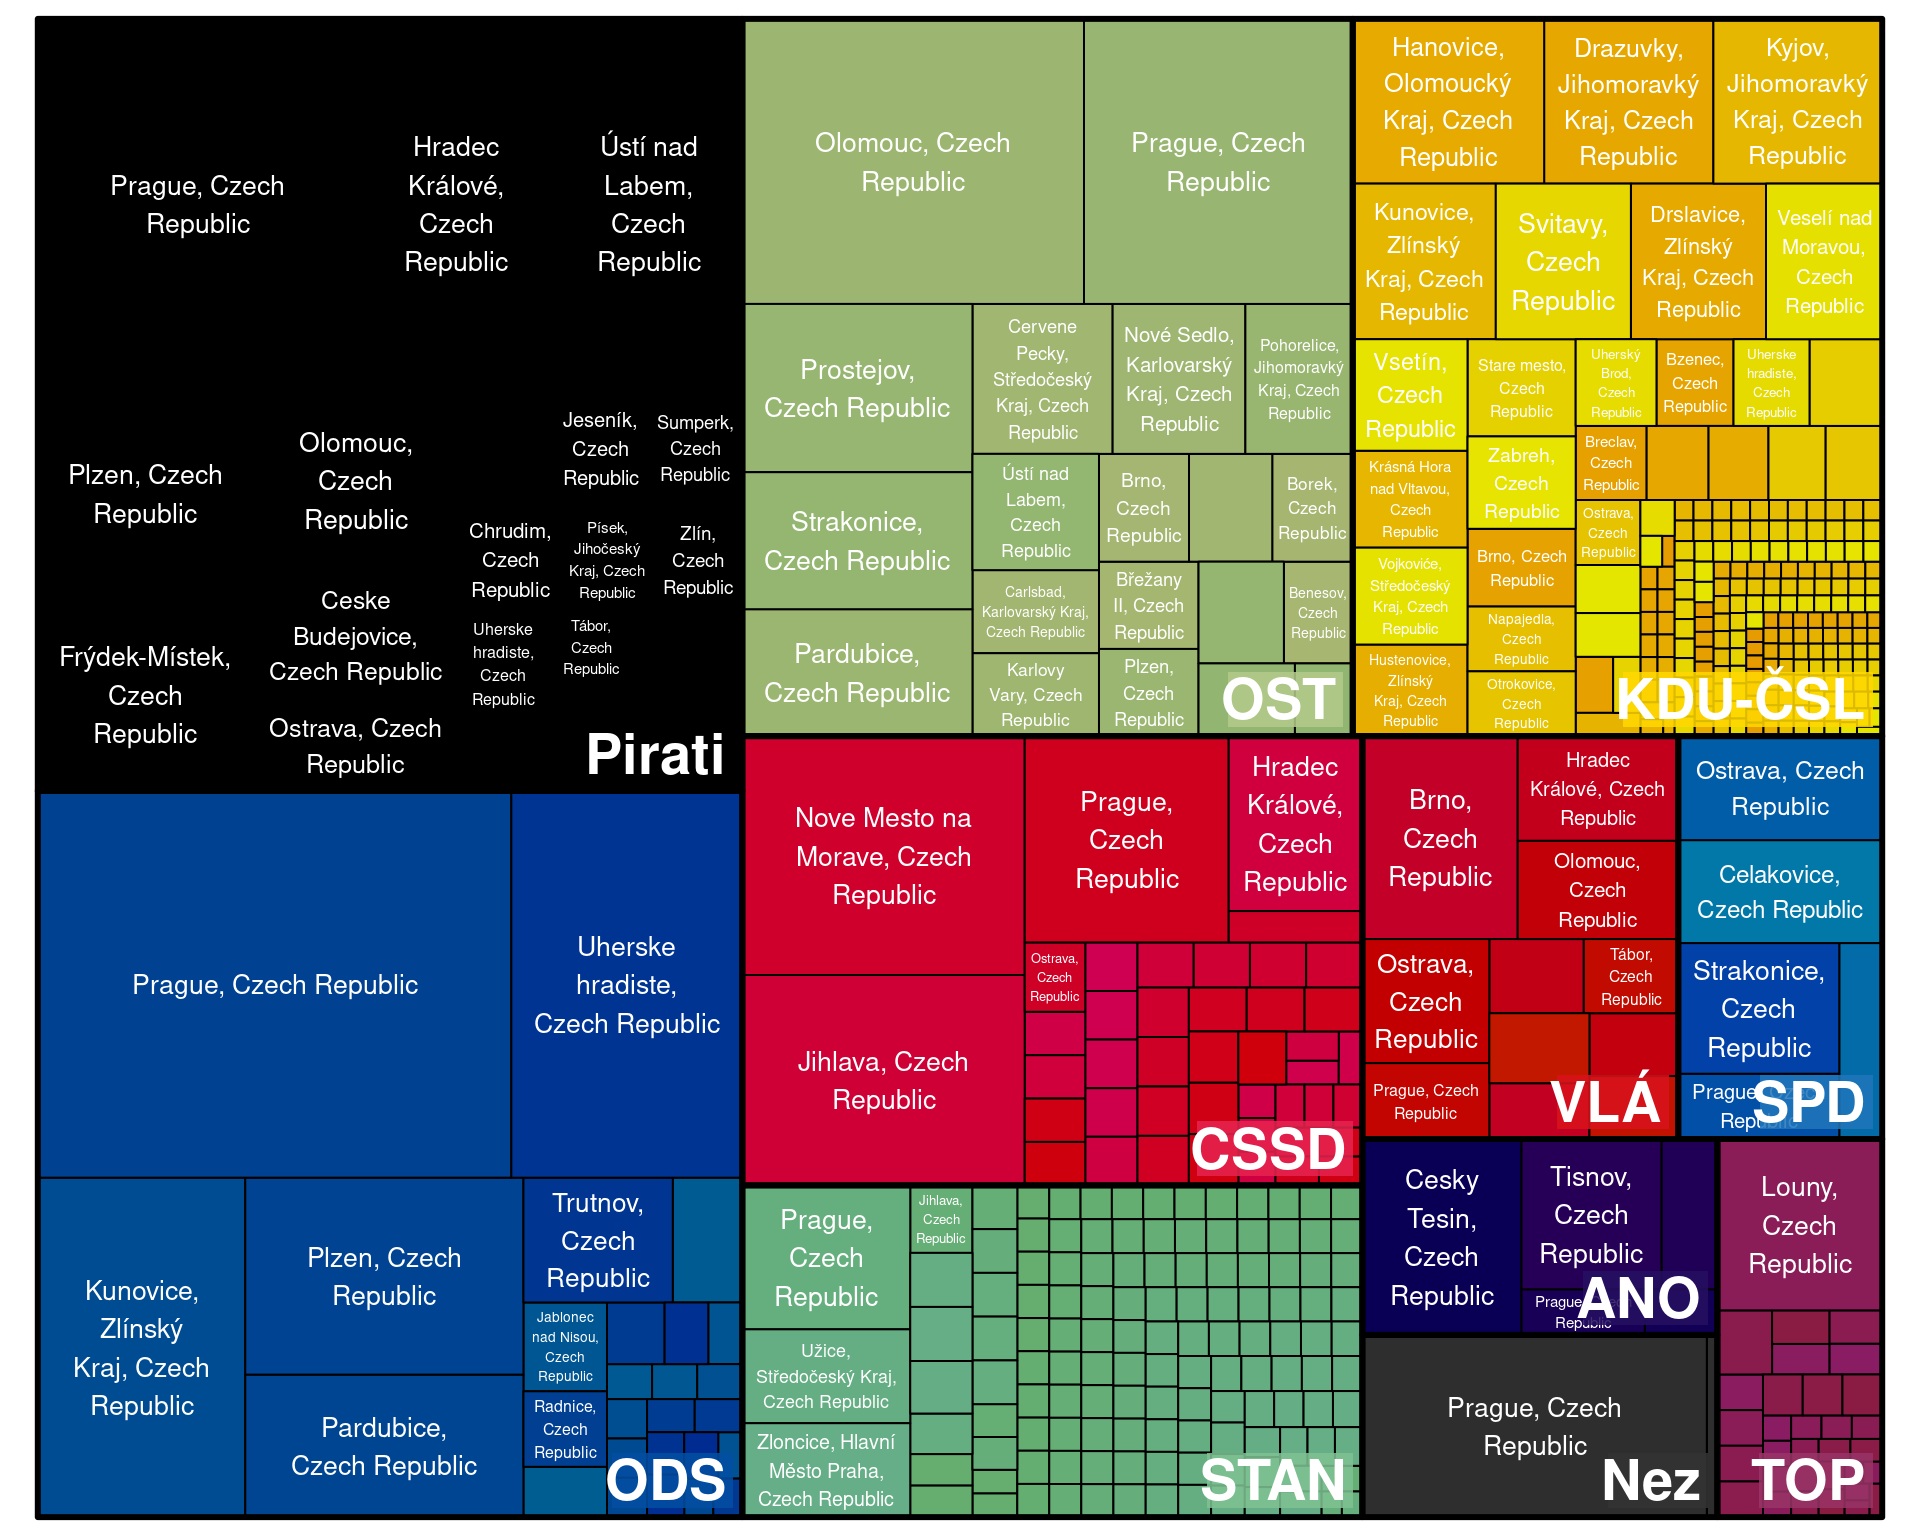 Prague, Czech
Republic
Hradec
Králové,
Czech
Republic
Ústí nad
Labem,
Czech
Republic
Plzen, Czech
Republic
Olomouc,
Czech
Republic
Jeseník,
Czech
Republic
Sumperk,
Czech
Republic
Chrudim,
Czech
Republic
Písek,
Jihočeský
Kraj, Czech
Republic
Zlín,
Czech
Republic
Frýdek-Místek,
Czech
Republic
Ceske
Budejovice,
Czech Republic
Uherske
hradiste,
Czech
Republic
Tábor,
Czech
Republic
Ostrava, Czech
Republic
Pirati
Olomouc, Czech
Republic
Prague, Czech
Republic
Prostejov,
Czech Republic
Cervene
Pecky,
Středočeský
Kraj, Czech
Republic
Nové Sedlo,
Karlovarský
Kraj, Czech
Republic
Pohorelice,
Jihomoravký
Kraj, Czech
Republic
Strakonice,
Czech Republic
Ústí nad
Labem,
Czech
Republic
Brno,
Czech
Republic
Borek,
Czech
Republic
Pardubice,
Czech Republic
Carlsbad,
Karlovarský Kraj,
Czech Republic
Břežany
II, Czech
Republic
Benesov,
Czech
Republic
Karlovy
Vary, Czech
Republic
Plzen,
Czech
Republic
OST
Hanovice,
Olomoucký
Kraj, Czech
Republic
Drazuvky,
Jihomoravký
Kraj, Czech
Republic
Kyjov,
Jihomoravký
Kraj, Czech
Republic
Kunovice,
Zlínský
Kraj, Czech
Republic
Svitavy,
Czech
Republic
Drslavice,
Zlínský
Kraj, Czech
Republic
Veselí nad
Moravou,
Czech
Republic
Vsetín,
Czech
Republic
Stare mesto,
Czech
Republic
Uherský
Brod,
Czech
Republic
Bzenec,
Czech
Republic
Uherske
hradiste,
Czech
Republic
Krásná Hora
nad Vltavou,
Czech
Republic
Zabreh,
Czech
Republic
Breclav,
Czech
Republic
Ostrava,
Czech
Republic
Vojkoviće,
Středočeský
Kraj, Czech
Republic
Brno, Czech
Republic
Napajedla,
Czech
Republic
Hustenovice,
Zlínský
Kraj, Czech
Republic
Otrokovice,
Czech
Republic
KDU-ČSL
Prague, Czech Republic
Uherske
hradiste,
Czech Republic
Kunovice,
Zlínský
Kraj, Czech
Republic
Plzen, Czech
Republic
Trutnov,
Czech
Republic
Pardubice,
Czech Republic
Jablonec
nad Nisou,
Czech
Republic
Radnice,
Czech
Republic
ODS
Nove Mesto na
Morave, Czech
Republic
Prague,
Czech
Republic
Hradec
Králové,
Czech
Republic
Jihlava, Czech
Republic
Ostrava,
Czech
Republic
CSSD
Brno,
Czech
Republic
Hradec
Králové, Czech
Republic
Olomouc,
Czech
Republic
Ostrava,
Czech
Republic
Tábor,
Czech
Republic
Prague, Czech
Republic
VLÁ
Ostrava, Czech
Republic
Celakovice,
Czech Republic
Strakonice,
Czech
Republic
Prague
SPD
Prague,
Czech
Republic
Jihlava,
Czech
Republic
Užice,
Středočeský Kraj,
Czech Republic
Zloncice, Hlavní
Město Praha,
Czech Republic
STAN
Cesky
Tesin,
Czech
Republic
Tisnov,
Czech
Republic
Prague
Republic
ANO
Louny,
Czech
Republic
TOP
Prague, Czech
Republic
Nez